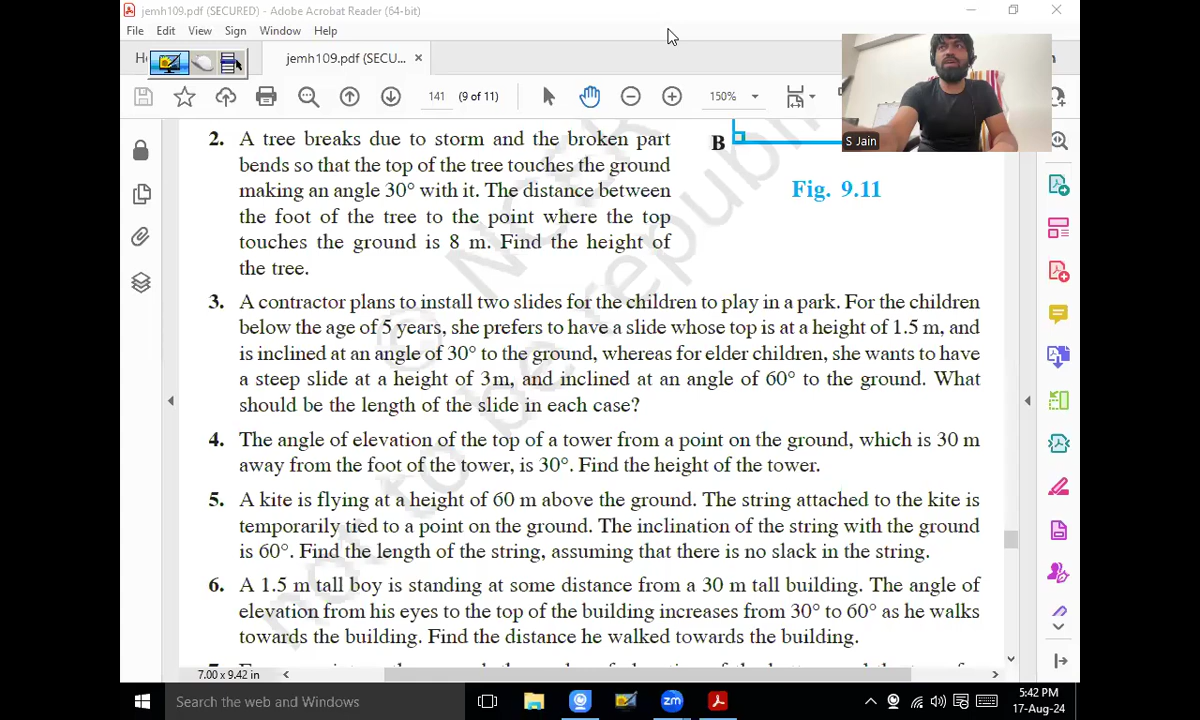 jemh109.pdf (SECURED) - Adobe Acrobat Reader (64-bit)
File Edit View Sign Window Help
jemh109.pdf (SECU... ×
141 (9 of 11) 150%
S Jain
B
Fig. 9.11
2. A tree breaks due to storm and the broken part
bends so that the top of the tree touches the ground
making an angle 30° with it. The distance between
the foot of the tree to the point where the top
touches the ground is 8 m. Find the height of
the tree.
3. A contractor plans to install two slides for the children to play in a park. For the children
below the age of 5 years, she prefers to have a slide whose top is at a height of 1.5 m, and
is inclined at an angle of 30° to the ground, whereas for elder children, she wants to have
a steep slide at a height of 3m, and inclined at an angle of 60° to the ground. What
should be the length of the slide in each case?
4. The angle of elevation of the top of a tower from a point on the ground, which is 30 m
away from the foot of the tower, is 30°. Find the height of the tower.
5. A kite is flying at a height of 60 m above the ground. The string attached to the kite is
temporarily tied to a point on the ground. The inclination of the string with the ground
is 60°. Find the length of the string, assuming that there is no slack in the string.
6. A 1.5 m tall boy is standing at some distance from a 30 m tall building. The angle of
elevation from his eyes to the top of the building increases from 30° to 60° as he walks
towards the building. Find the distance he walked towards the building.
© NCER
not to be republi
7.00 x 9.42 in
Search the web and Windows
zm
5:42 PM
17-Aug-24